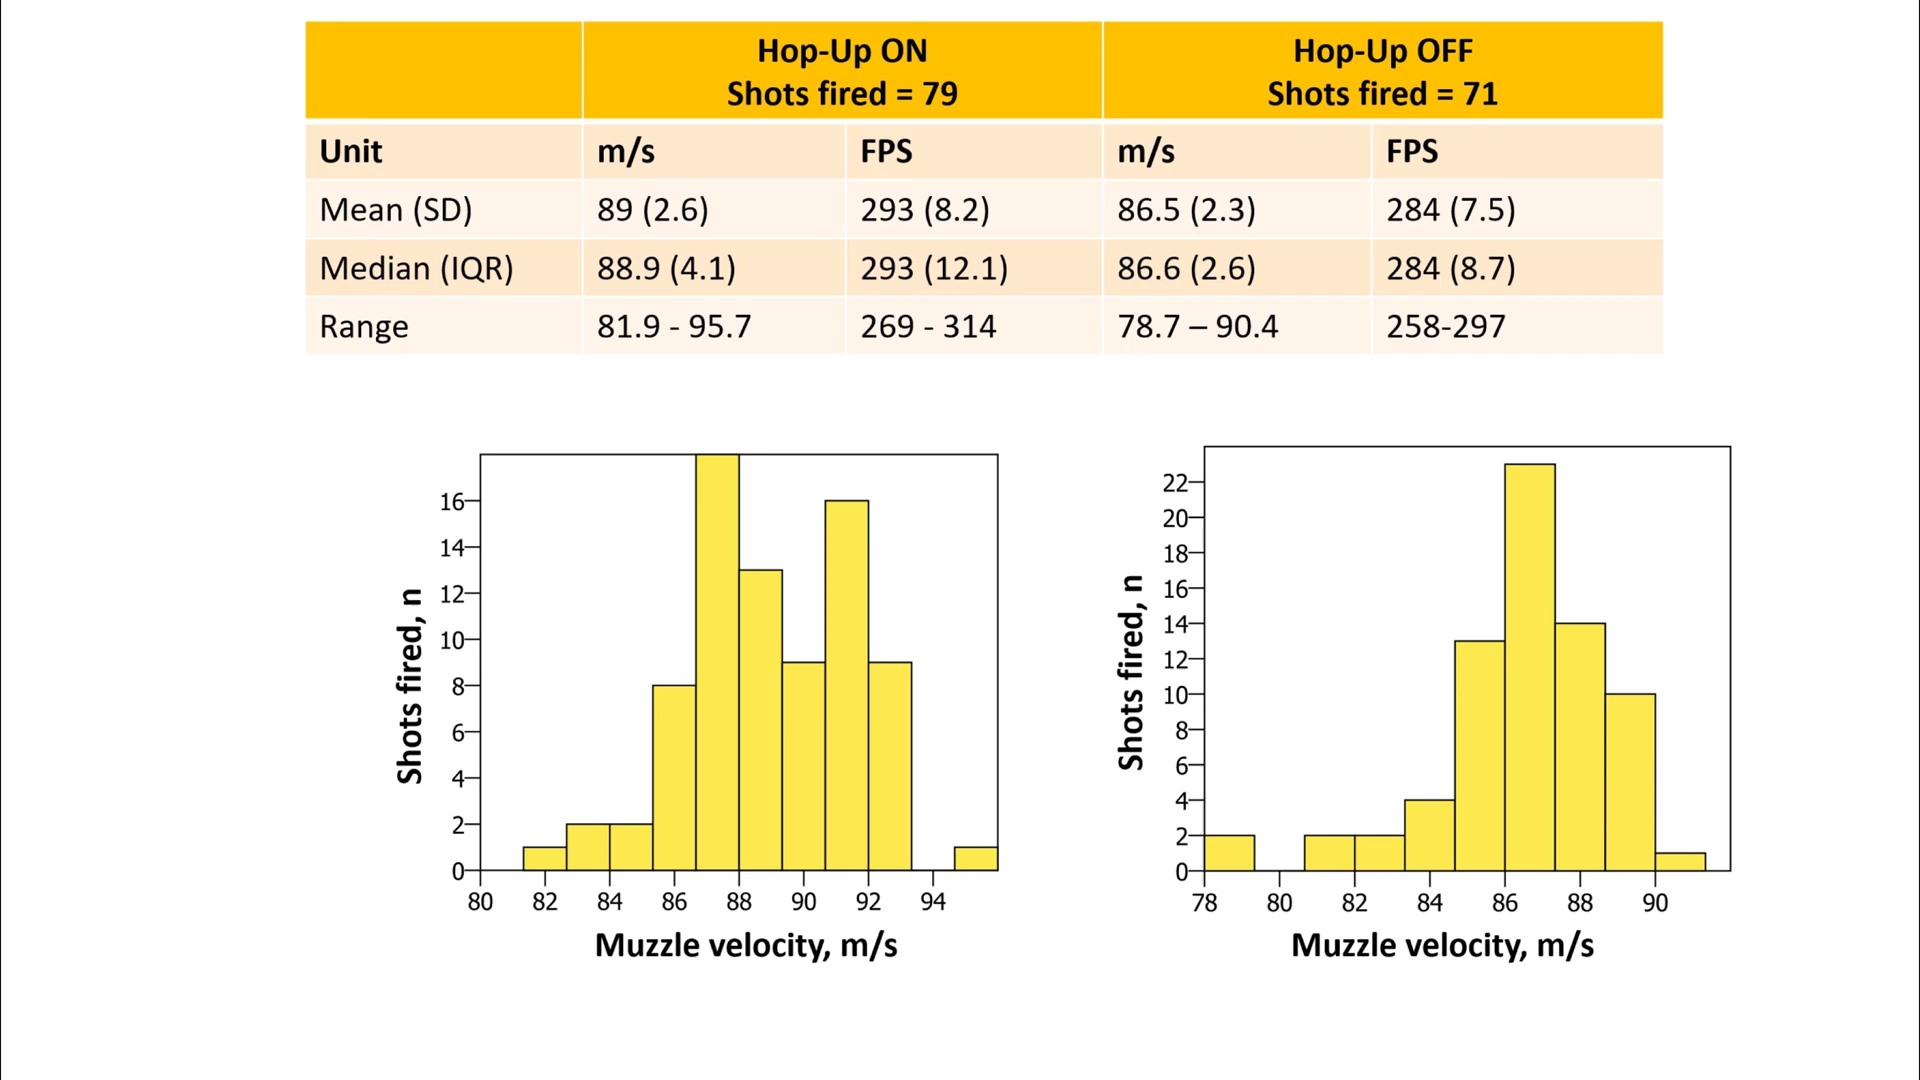 Hop-Up ON
Shots fired = 79
Hop-Up OFF
Shots fired = 71
Unit m/s FPS m/s FPS
Mean (SD) 89 (2.6) 293 (8.2) 86.5 (2.3) 284 (7.5)
Median (IQR) 88.9 (4.1) 293 (12.1) 86.6 (2.6) 284 (8.7)
Range 81.9 - 95.7 269 - 314 78.7 – 90.4 258-297
Shots fired, n
16
14
12
10
8
6
4
2
0
80 82 84 86 88 90 92 94
Muzzle velocity, m/s
Shots fired, n
22
20
18
16
14
12
10
8
6
4
2
0
78 80 82 84 86 88 90
Muzzle velocity, m/s